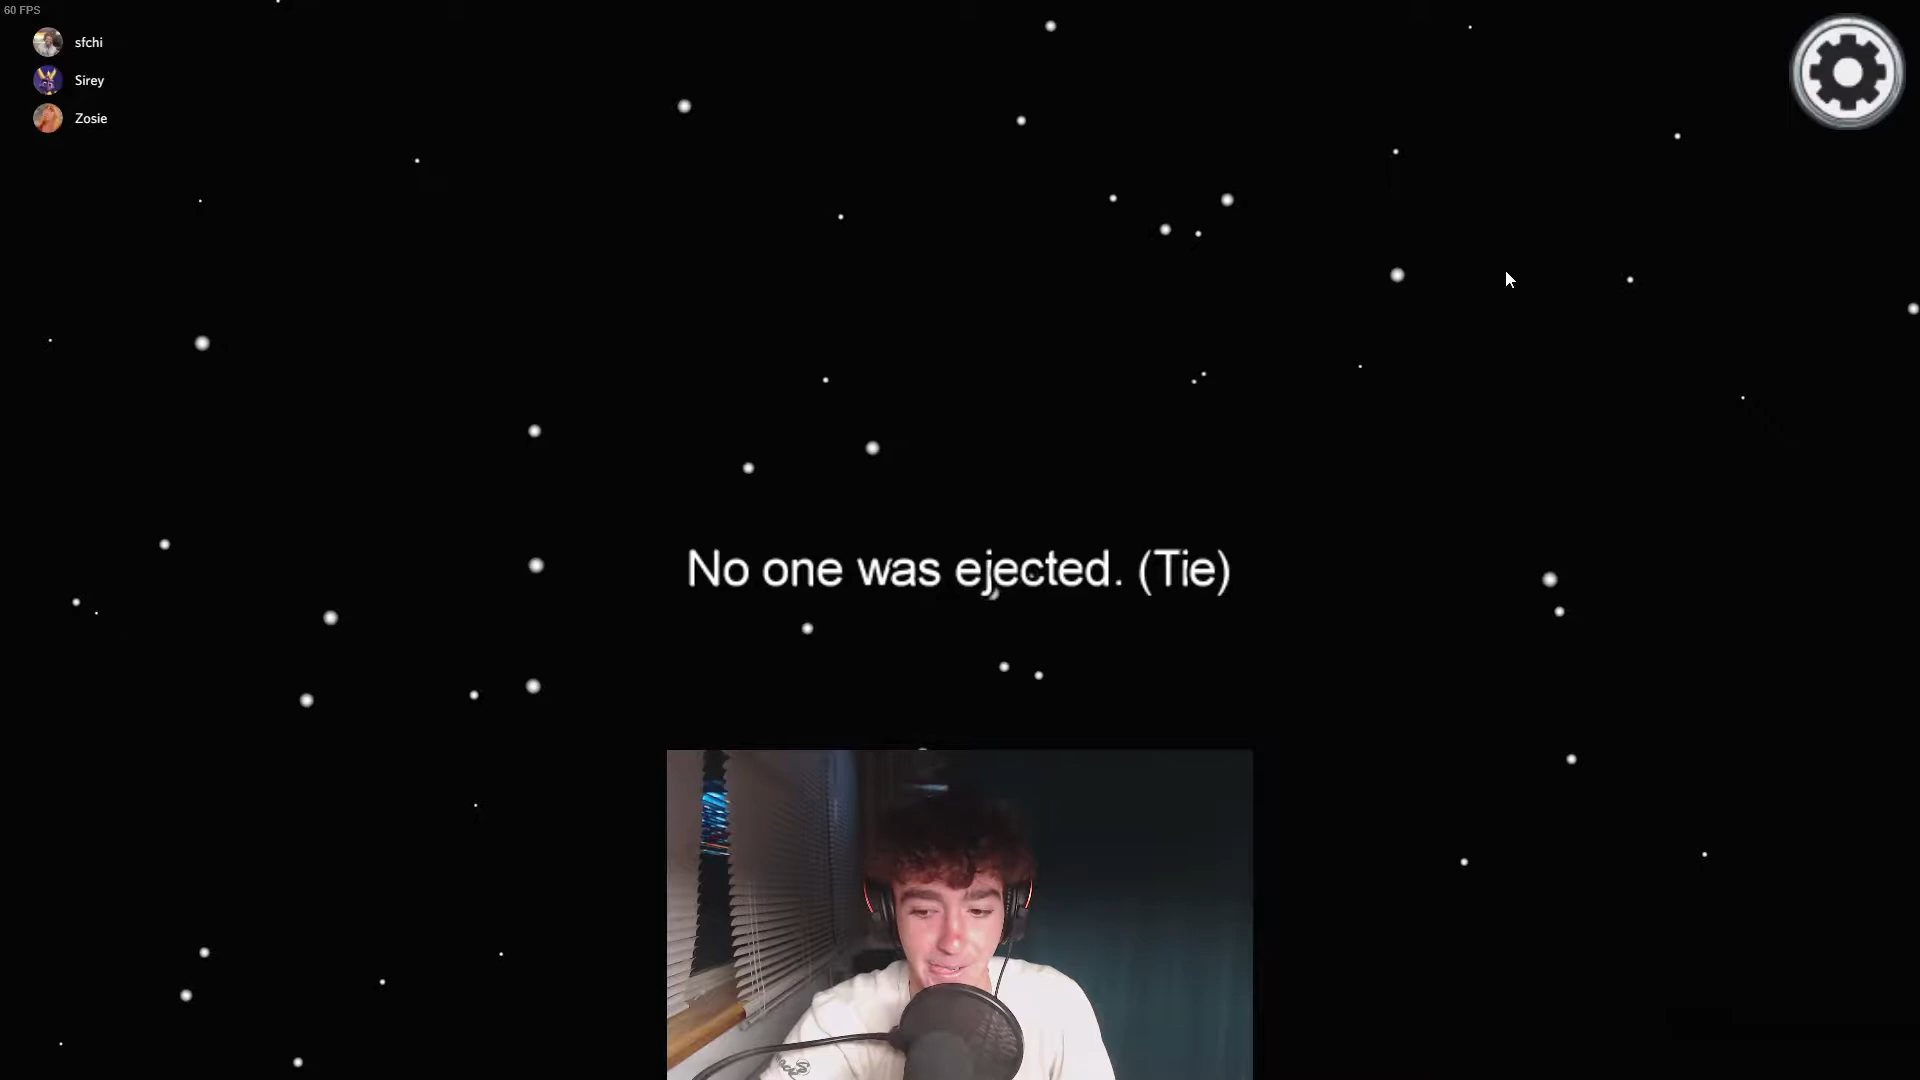 60 FPS
sfchi
Sirey
Zosie
No one was ejected. (Tie)